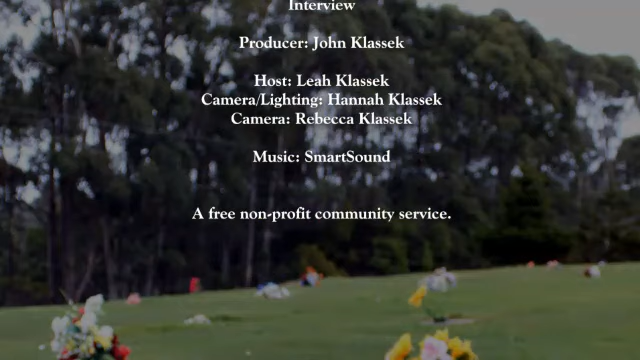 Interview
Producer: John Klassek
Host: Leah Klassek
Camera/Lighting: Hannah Klassek
Camera: Rebecca Klassek
Music: SmartSound
A free non-profit community service.